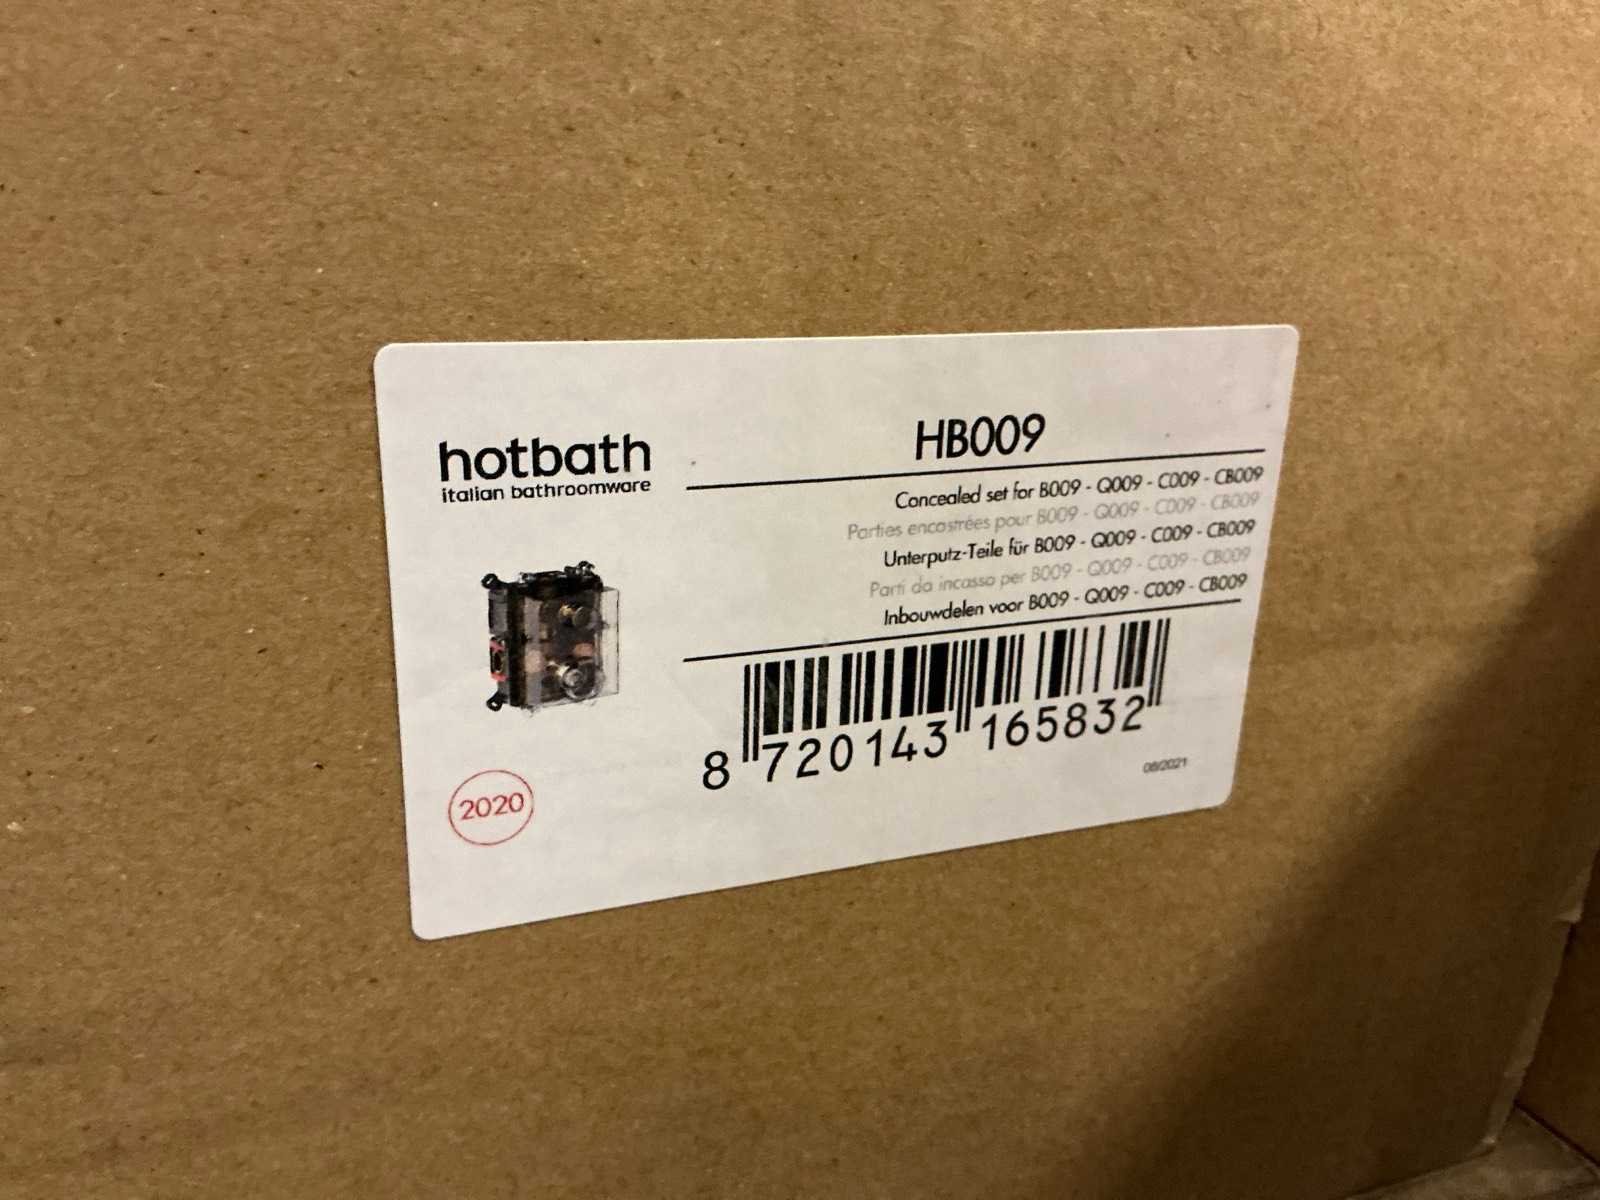 hotbath
italian bathroomware
HB009
Concealed set for B009 - Q009 - C009 - CB009
Parties encastrées pour B009 - Q009 - C009 - CB009
Unterputz-Teile für B009 - Q009 - C009 - CB009
Parti da incasso per B009 - Q009 - C009 - CB009
Inbouwdelen voor B009 - Q009 - C009 - CB009
8 720143 165832
08/2021
2020